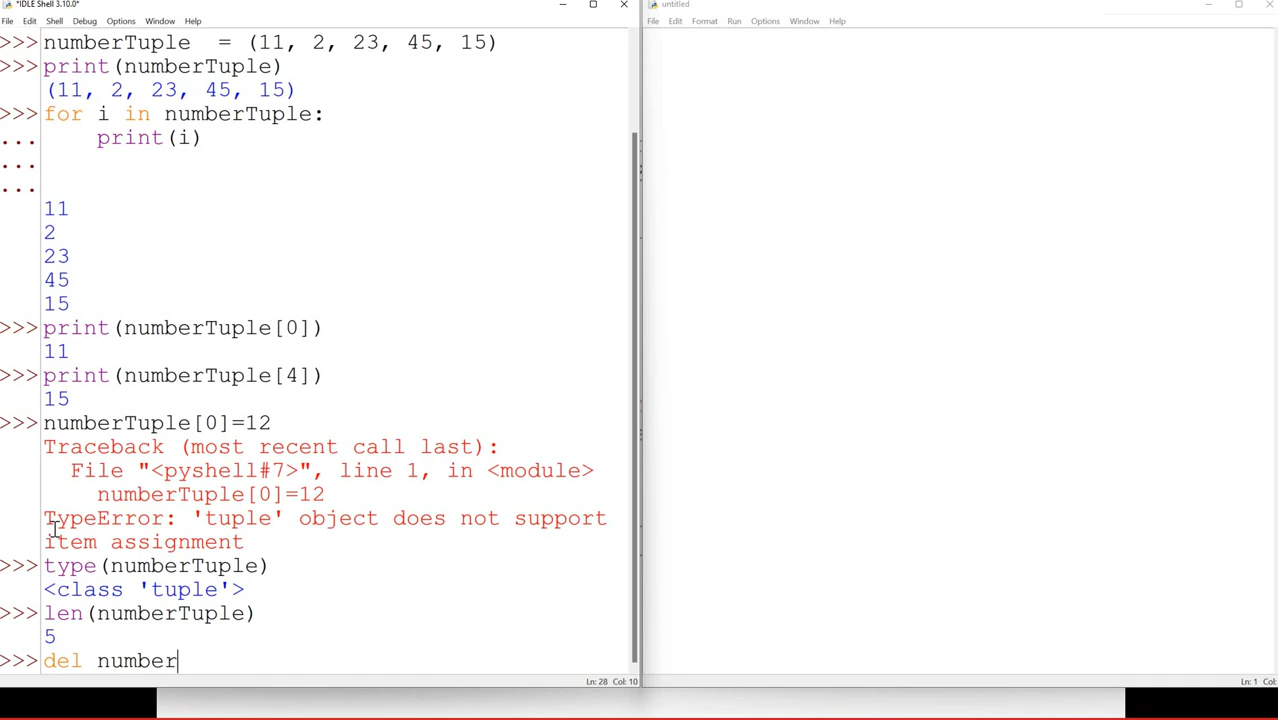 *IDLE Shell 3.10.0*
File Edit Shell Debug Options Window Help
>>> numberTuple  = (11, 2, 23, 45, 15)
>>> print(numberTuple)
(11, 2, 23, 45, 15)
>>> for i in numberTuple:
...     print(i)
...
...
11
2
23
45
15
>>> print(numberTuple[0])
11
>>> print(numberTuple[4])
15
>>> numberTuple[0]=12
Traceback (most recent call last):
  File "<pyshell#7>", line 1, in <module>
    numberTuple[0]=12
TypeError: 'tuple' object does not support
item assignment
>>> type(numberTuple)
<class 'tuple'>
>>> len(numberTuple)
5
>>> del number
Ln: 28 Col: 10
untitled
File Edit Format Run Options Window Help
Ln: 1 Col: